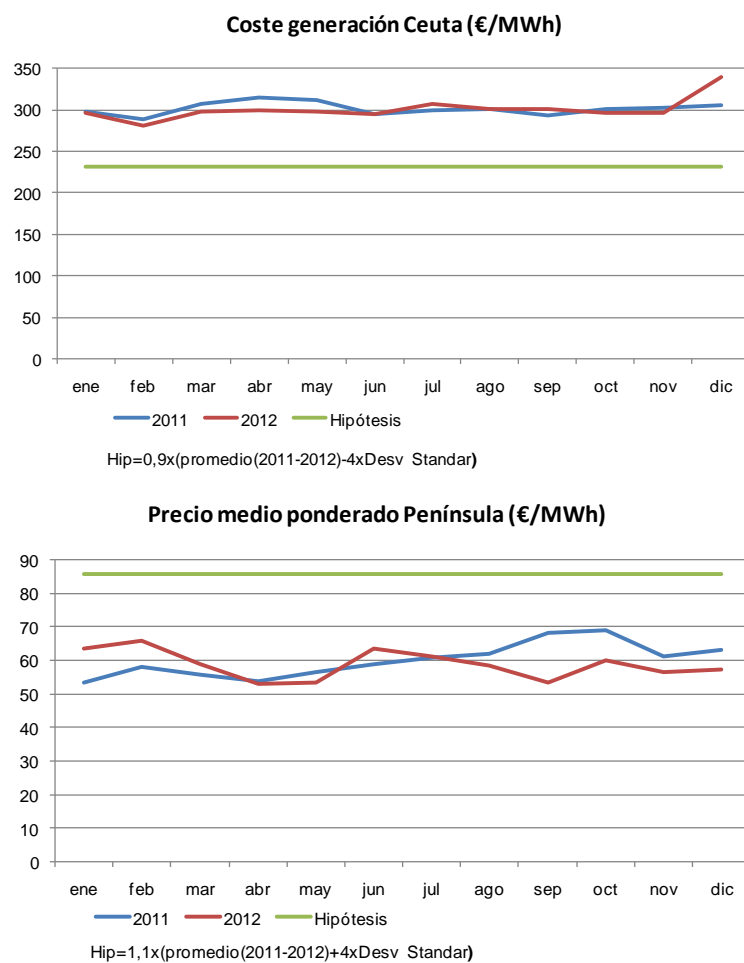 Coste generación Ceuta (€/MWh)
350
300
250
200
150
100
50
0
ene feb mar abr may jun jul ago sep oct nov dic
2011 2012 Hipótesis
Hip=0,9x(promedio(2011-2012)-4xDesv Standar)
Precio medio ponderado Península (€/MWh)
90
80
70
60
50
40
30
20
10
0
ene feb mar abr may jun jul ago sep oct nov dic
2011 2012 Hipótesis
Hip=1,1x(promedio(2011-2012)+4xDesv Standar)